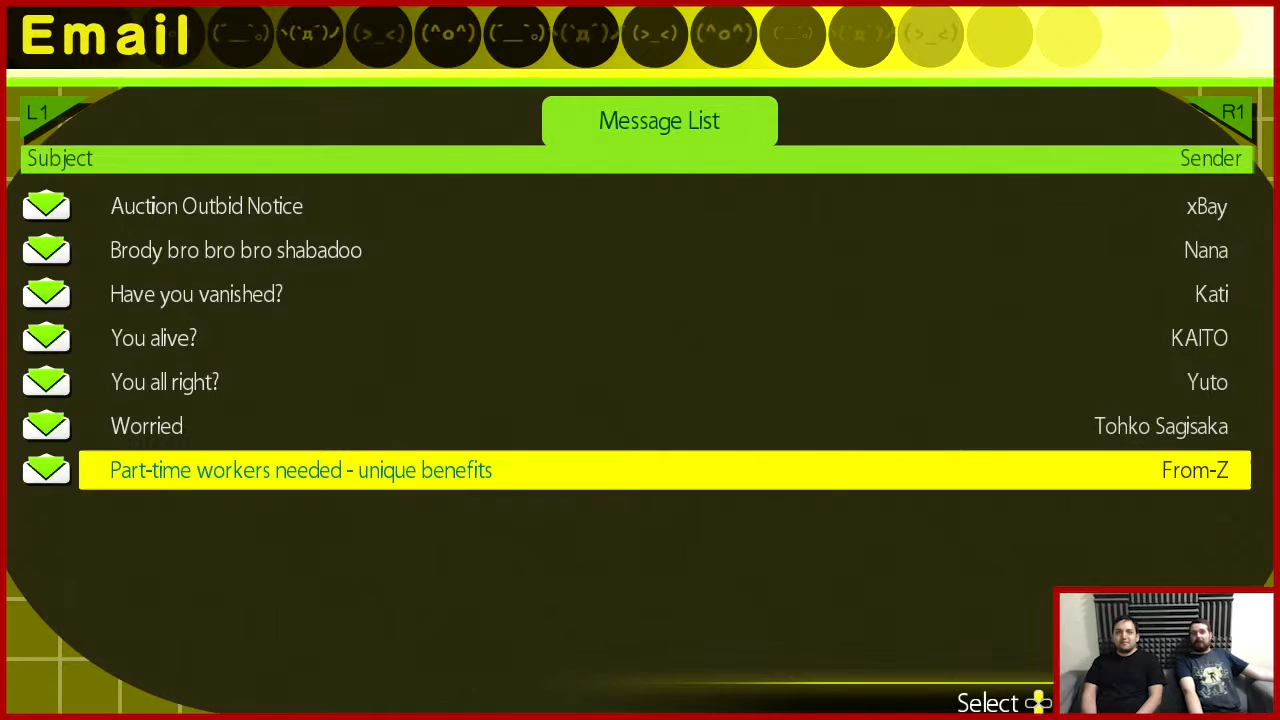 Email
L1
Message List
R1
Subject Sender
Auction Outbid Notice xBay
Brody bro bro bro shabadoo Nana
Have you vanished? Kati
You alive? KAITO
You all right? Yuto
Worried Tohko Sagisaka
Part-time workers needed - unique benefits From-Z
Select